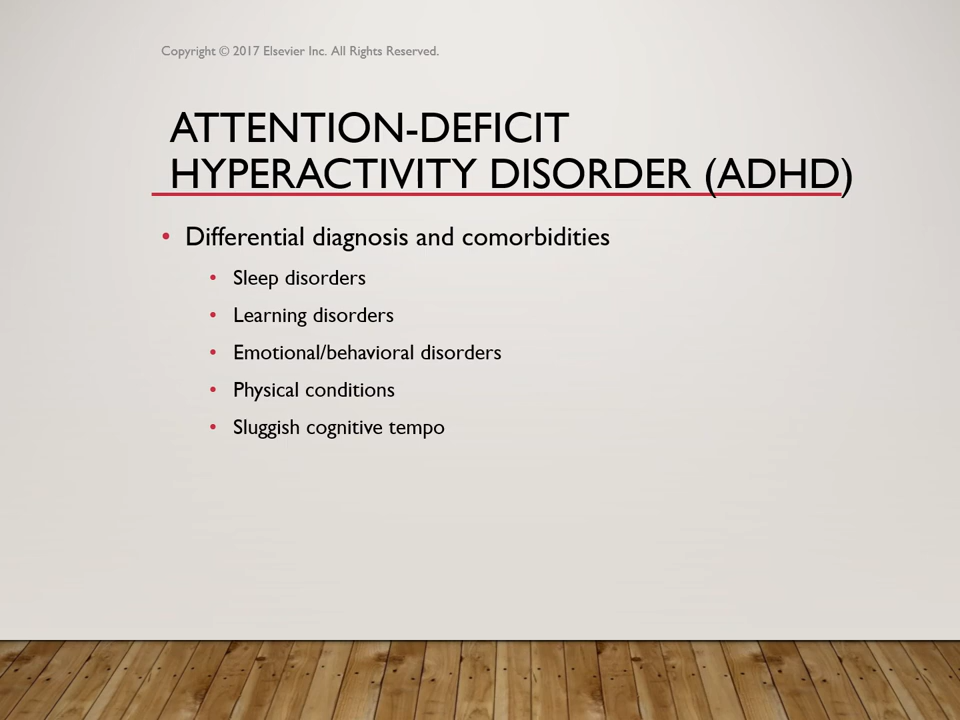 Copyright © 2017 Elsevier Inc. All Rights Reserved.
ATTENTION-DEFICIT
HYPERACTIVITY DISORDER (ADHD)
• Differential diagnosis and comorbidities
• Sleep disorders
• Learning disorders
• Emotional/behavioral disorders
• Physical conditions
• Sluggish cognitive tempo